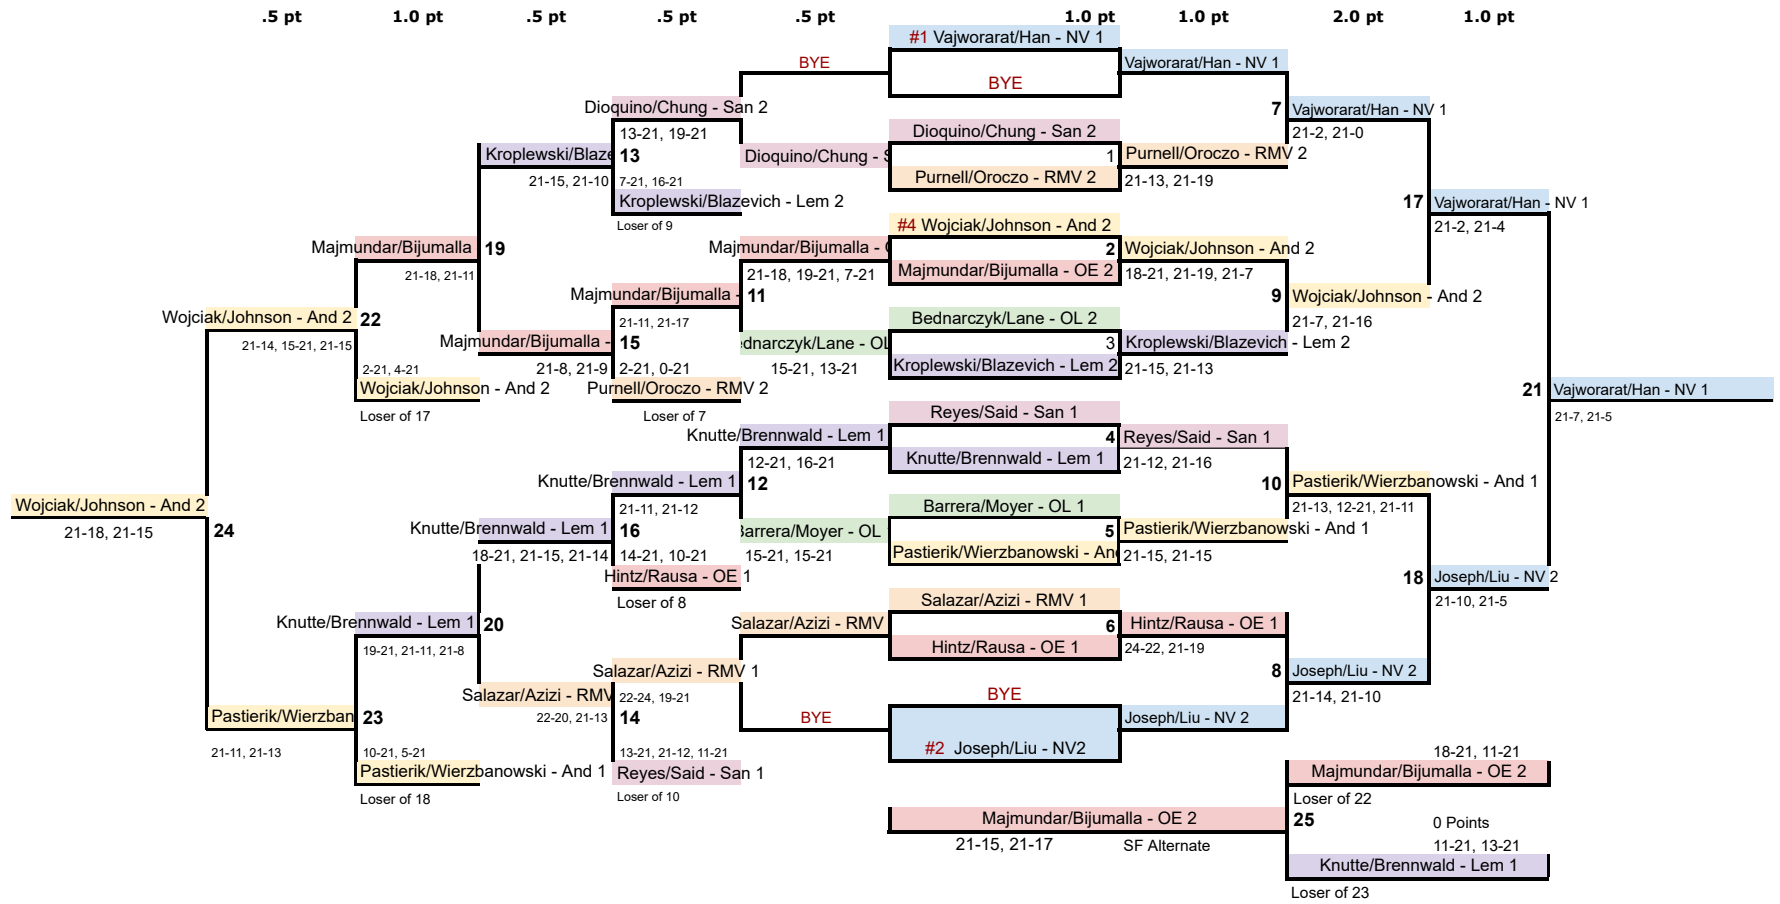 .5 pt 1.0 pt .5 pt .5 pt .5 pt 1.0 pt 1.0 pt 2.0 pt 1.0 pt
#1 Vajworarat/Han - NV 1
BYE Vajworarat/Han - NV 1
BYE
Dioquino/Chung - San 2 7 Vajworarat/Han - NV 1
13-21, 19-21 Dioquino/Chung - San 2 21-2, 21-0
Kroplewski/Blaze 13 Dioquino/Chung - S 1 Purnell/Oroczo - RMV 2
21-15, 21-10 7-21, 16-21 Purnell/Oroczo - RMV 2 21-13, 21-19
Kroplewski/Blazevich - Lem 2 17 Vajworarat/Han - NV 1
Loser of 9 #4 Wojciak/Johnson - And 2 21-2, 21-4
Majmundar/Bijumalla 19 Majmundar/Bijumalla - 2 Wojciak/Johnson - And 2
21-18, 21-11 21-18, 19-21, 7-21 Majmundar/Bijumalla - OE 2 18-21, 21-19, 21-7
Majmundar/Bijumalla - 11 9 Wojciak/Johnson - And 2
Wojciak/Johnson - And 2 22 21-11, 21-17 Bednarczyk/Lane - OL 2 21-7, 21-16
21-14, 15-21, 21-15 Majmundar/Bijumalla - 15 ednarczyk/Lane - OL 3 Kroplewski/Blazevich - Lem 2
2-21, 4-21 21-8, 21-9 2-21, 0-21 15-21, 13-21 Kroplewski/Blazevich - Lem 2 21-15, 21-13
Wojciak/Johnson - And 2 Purnell/Oroczo - RMV 2 21 Vajworarat/Han - NV 1
Loser of 17 Loser of 7 Reyes/Said - San 1 21-7, 21-5
Knutte/Brennwald - Lem 1 4 Reyes/Said - San 1
12-21, 16-21 Knutte/Brennwald - Lem 1 21-12, 21-16
Knutte/Brennwald - Lem 1 12 10 Pastierik/Wierzbanowski - And 1
Wojciak/Johnson - And 2 21-11, 21-12 Barrera/Moyer - OL 1 21-13, 12-21, 21-11
21-18, 21-15 24 Knutte/Brennwald - Lem 1 16 Barrera/Moyer - OL 5 Pastierik/Wierzbanowski - And 1
18-21, 21-15, 21-14 14-21, 10-21 15-21, 15-21 Pastierik/Wierzbanowski - An 21-15, 21-15
Hintz/Rausa - OE 1 18 Joseph/Liu - NV 2
Loser of 8 Salazar/Azizi - RMV 1 21-10, 21-5
Knutte/Brennwald - Lem 1 20 Salazar/Azizi - RMV 6 Hintz/Rausa - OE 1
19-21, 21-11, 21-8 Hintz/Rausa - OE 1 24-22, 21-19
Salazar/Azizi - RMV 1 8 Joseph/Liu - NV 2
Salazar/Azizi - RMV 22-24, 19-21 BYE 21-14, 21-10
Pastierik/Wierzban 23 22-20, 21-13 14 BYE Joseph/Liu - NV 2
21-11, 21-13 10-21, 5-21 13-21, 21-12, 11-21 #2 Joseph/Liu - NV2 18-21, 11-21
Pastierik/Wierzbanowski - And 1 Reyes/Said - San 1 Majmundar/Bijumalla - OE 2
Loser of 18 Loser of 10 Loser of 22
Majmundar/Bijumalla - OE 2 25 0 Points
21-15, 21-17 SF Alternate 11-21, 13-21
Knutte/Brennwald - Lem 1
Loser of 23